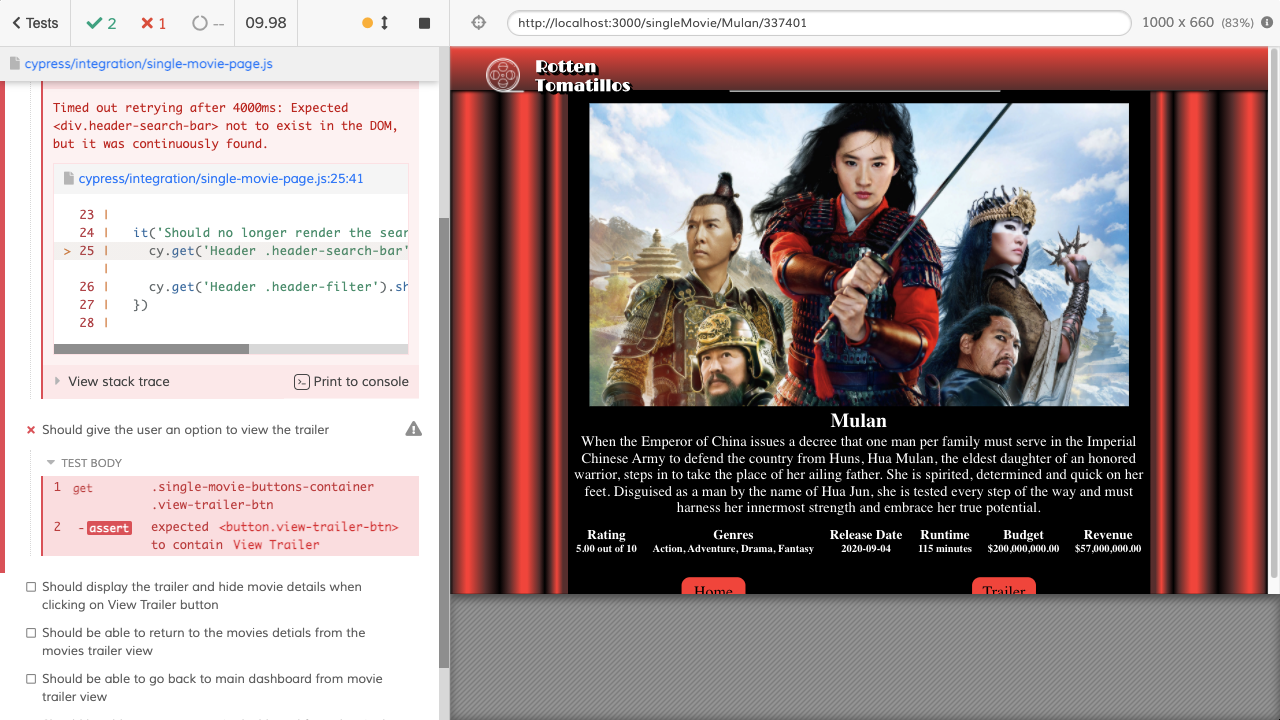 Tests
2
1
--
09.98
http://localhost:3000/singleMovie/Mulan/337401
1000 x 660 (83%)
cypress/integration/single-movie-page.js
Timed out retrying after 4000ms: Expected
<div.header-search-bar> not to exist in the DOM,
but it was continuously found.
cypress/integration/single-movie-page.js:25:41
23 |
24 | it('Should no longer render the sear
> 25 | cy.get('Header .header-search-bar'
|
26 | cy.get('Header .header-filter').sh
27 | })
28 |
View stack trace
Print to console
Should give the user an option to view the trailer
TEST BODY
1 get .single-movie-buttons-container
.view-trailer-btn
2 -assert expected <button.view-trailer-btn>
to contain View Trailer
Should display the trailer and hide movie details when
clicking on View Trailer button
Should be able to return to the movies detials from the
movies trailer view
Should be able to go back to main dashboard from movie
trailer view
Rotten
Tomatillos
Mulan
When the Emperor of China issues a decree that one man per family must serve in the Imperial
Chinese Army to defend the country from Huns, Hua Mulan, the eldest daughter of an honored
warrior, steps in to take the place of her ailing father. She is spirited, determined and quick on her
feet. Disguised as a man by the name of Hua Jun, she is tested every step of the way and must
harness her innermost strength and embrace her true potential.
Rating Genres Release Date Runtime Budget Revenue
5.00 out of 10 Action, Adventure, Drama, Fantasy 2020-09-04 115 minutes $200,000,000.00 $57,000,000.00
Home Trailer